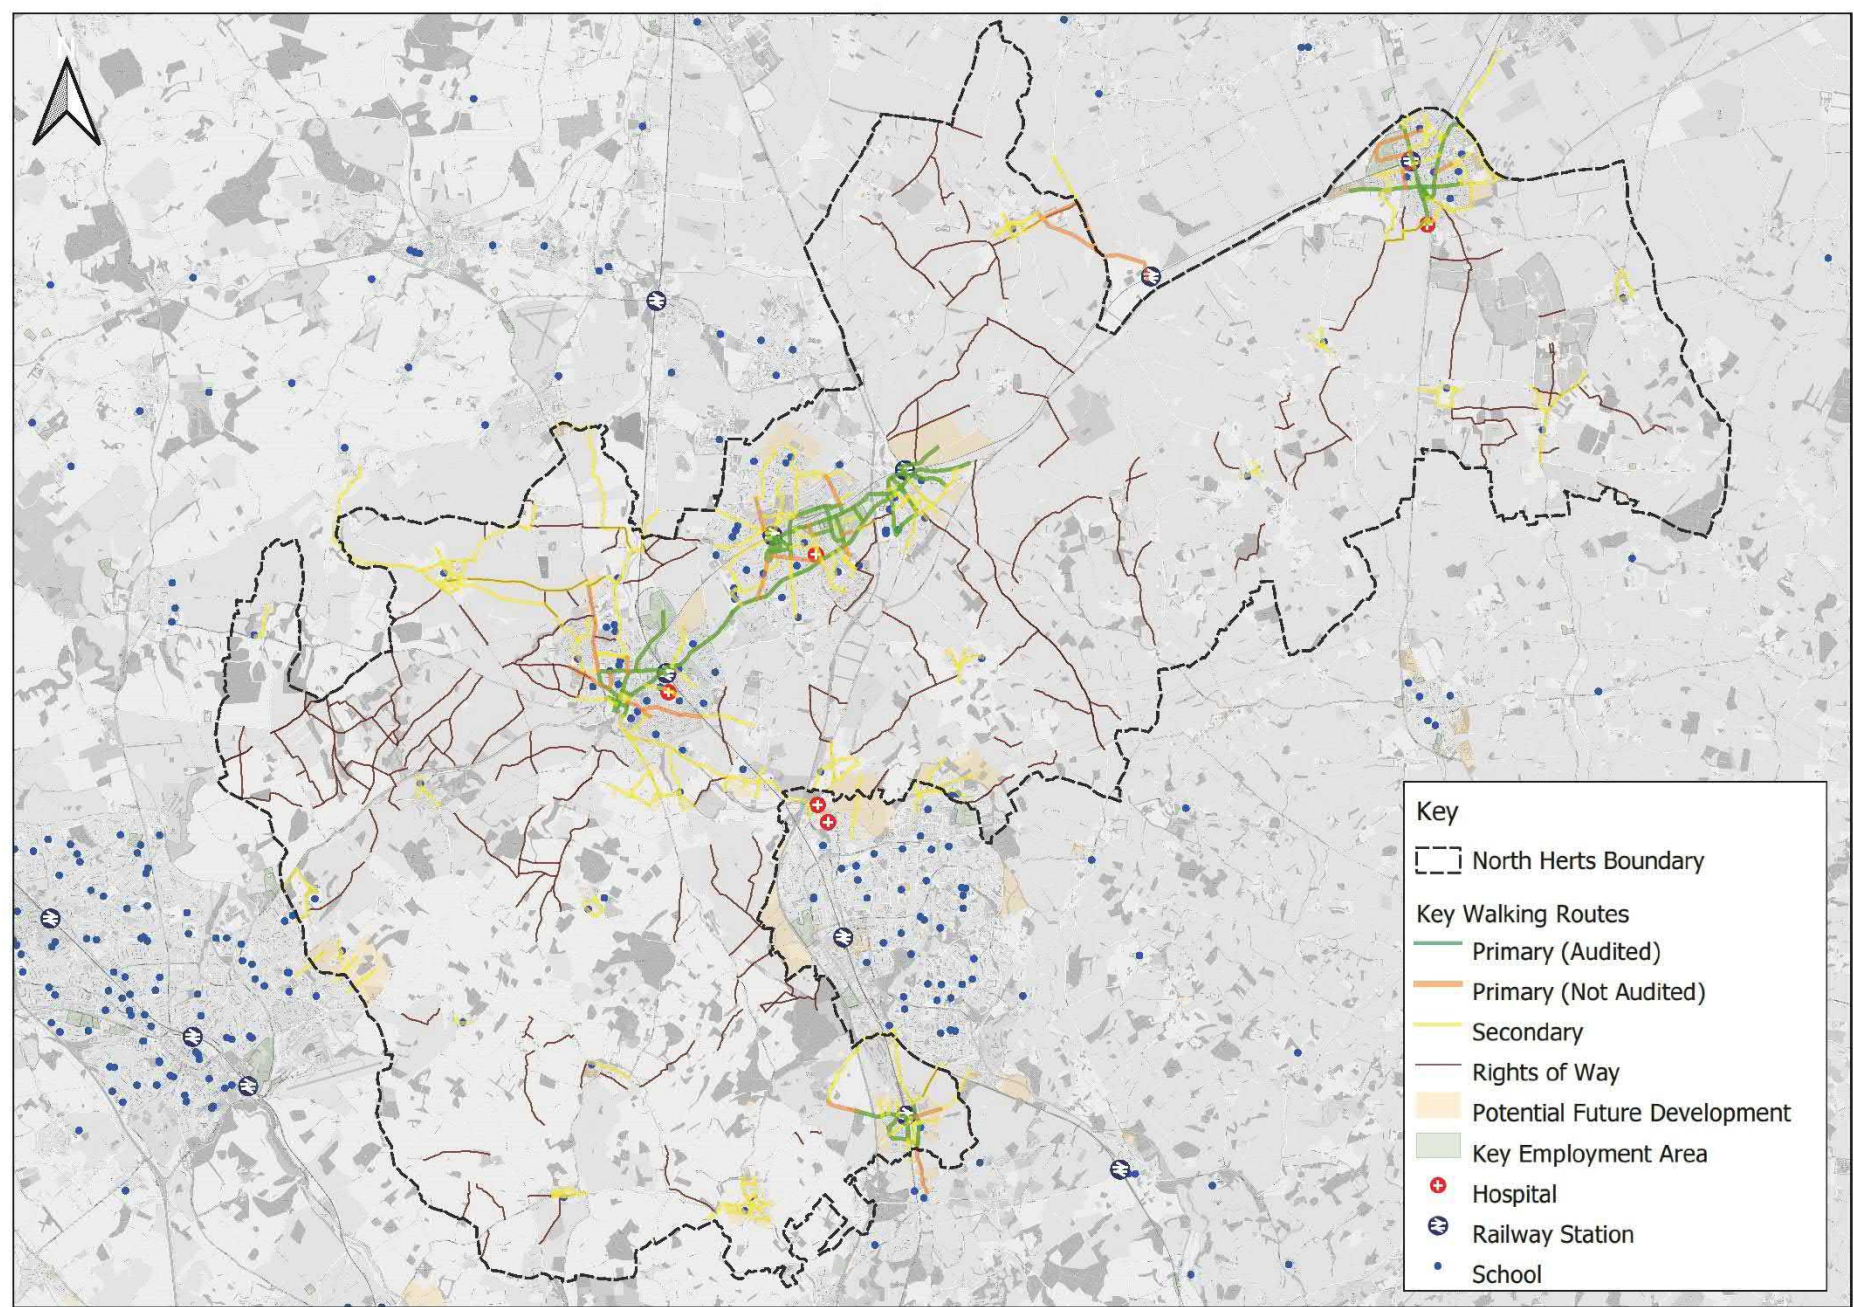 N
Key
North Herts Boundary
Key Walking Routes
Primary (Audited)
Primary (Not Audited)
Secondary
Rights of Way
Potential Future Development
Key Employment Area
Hospital
Railway Station
School